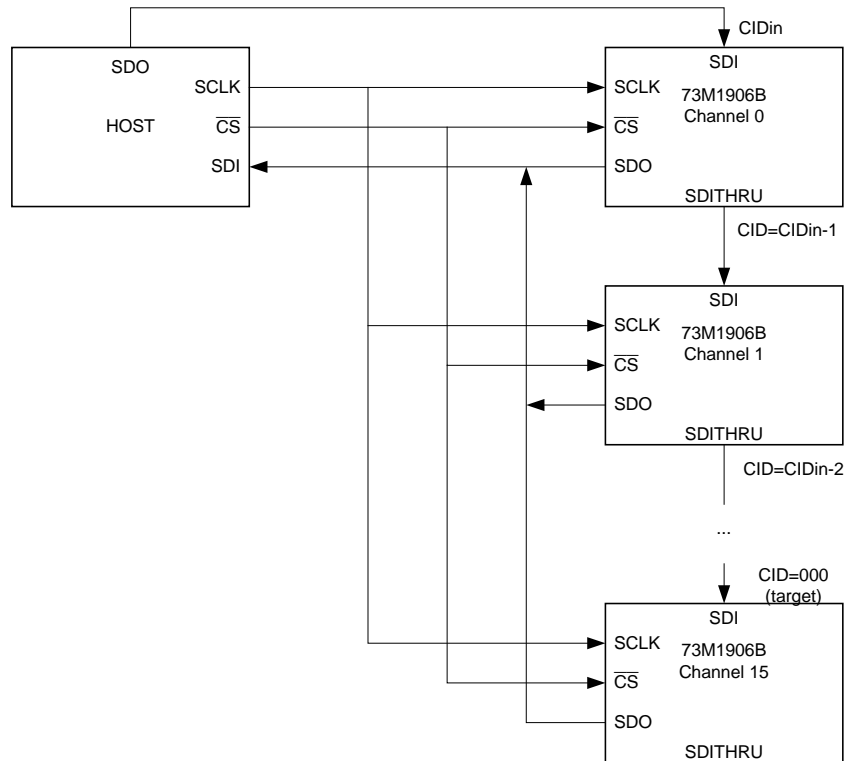 CIDin
SDO
SCLK
HOST
CS
SDI
SDI
SCLK
73M1906B
Channel 0
CS
SDO
SDITHRU
CID=CIDin-1
SDI
SCLK
73M1906B
Channel 1
CS
SDO
SDITHRU
CID=CIDin-2
...
CID=000
(target)
SDI
SCLK
73M1906B
Channel 15
CS
SDO
SDITHRU